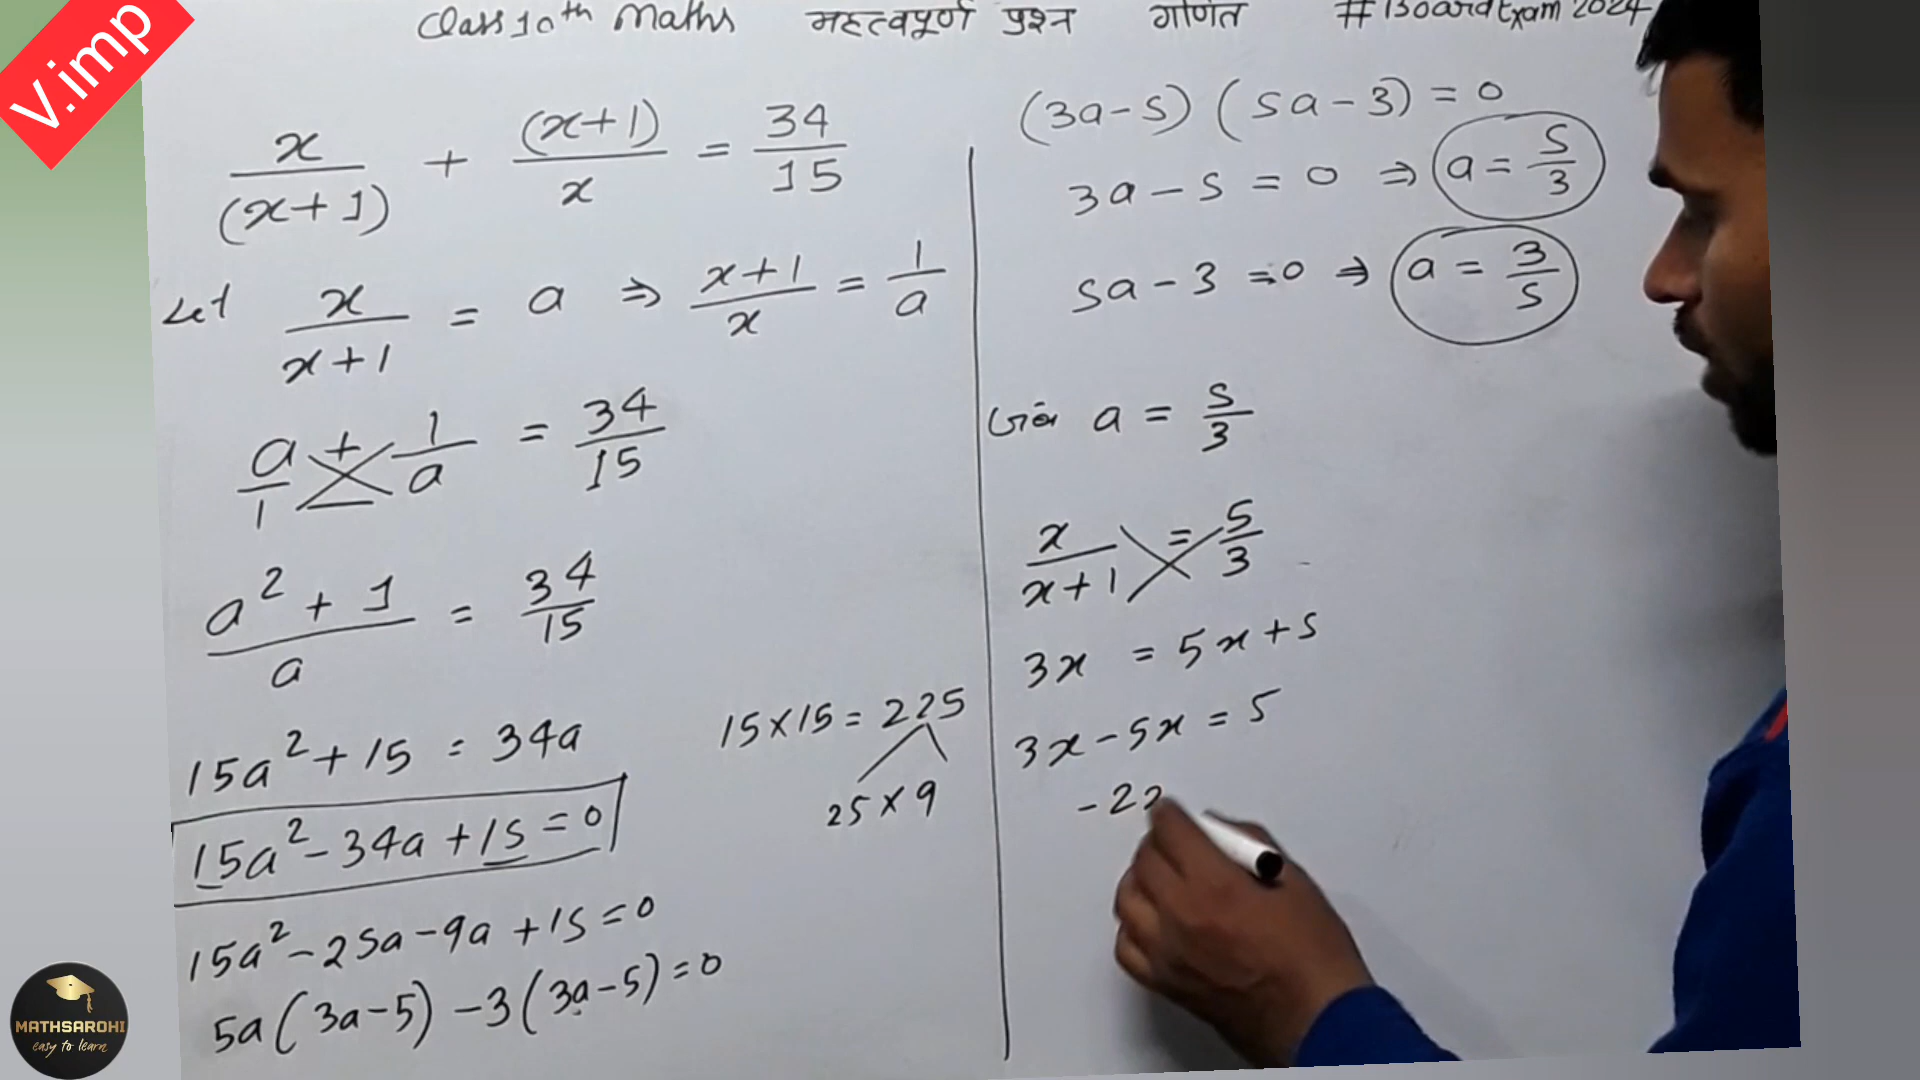 V.imp
Class 10th Maths महत्वपूर्ण प्रश्न गणित #BoardExam 2024
x/(x+1) + (x+1)/x = 34/15
Let x/x+1 = a ⇒ x+1/x = 1/a
a/1 + 1/a = 34/15
a² + 1/a = 34/15
15a² + 15 = 34a
15a² - 34a + 15 = 0
15 × 15 = 225
25 × 9
15a² - 25a - 9a + 15 = 0
5a (3a - 5) - 3 (3a - 5) = 0
(3a - 5) (5a - 3) = 0
3a - 5 = 0 ⇒ a = 5/3
5a - 3 = 0 ⇒ a = 3/5
a = 5/3
x/x+1 = 5/3
3x = 5x + 5
3x - 5x = 5
- 2x
MATHSAROHI
easy to learn